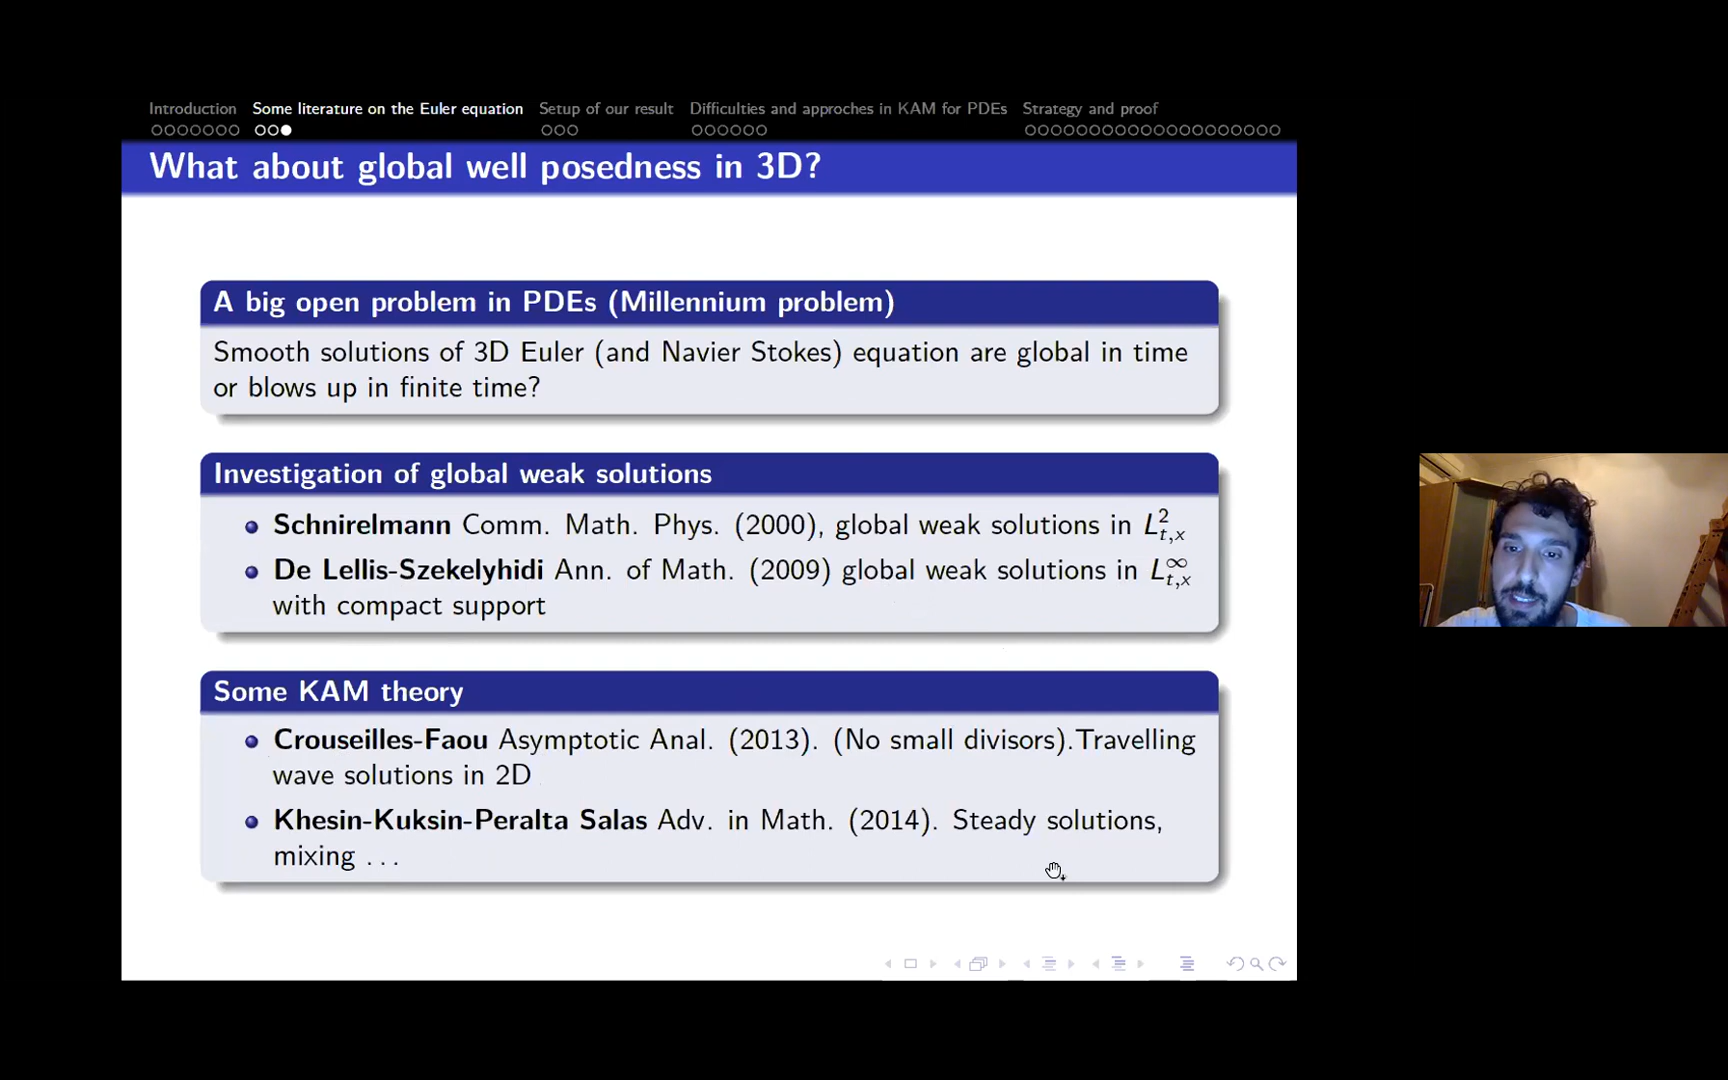 Introduction Some literature on the Euler equation Setup of our result Difficulties and approches in KAM for PDEs Strategy and proof
What about global well posedness in 3D?
A big open problem in PDEs (Millennium problem)
Smooth solutions of 3D Euler (and Navier Stokes) equation are global in time
or blows up in finite time?
Investigation of global weak solutions
Schnirelmann Comm. Math. Phys. (2000), global weak solutions in $L^2_{t,x}$
De Lellis-Szekelyhidi Ann. of Math. (2009) global weak solutions in $L^\infty_{t,x}$
with compact support
Some KAM theory
Crouseilles-Faou Asymptotic Anal. (2013). (No small divisors).Travelling
wave solutions in 2D
Khesin-Kuksin-Peralta Salas Adv. in Math. (2014). Steady solutions,
mixing ...